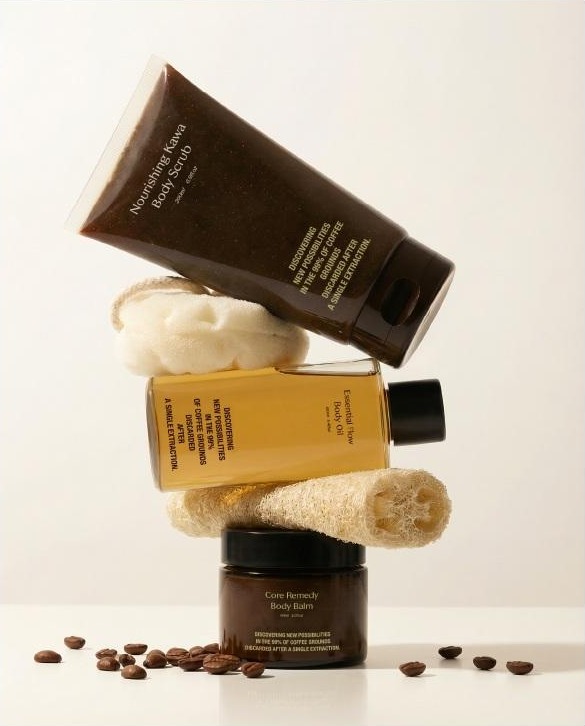 Nourishing Kawa
Body Scrub
DISCOVERING
NEW POSSIBILITIES
IN THE 99% OF COFFEE
GROUNDS
DISCARDED AFTER
A SINGLE EXTRACTION.
Essential Flow
Body Oil
DISCOVERING
NEW POSSIBILITIES
IN THE 99%
OF COFFEE GROUNDS
DISCARDED
AFTER
A SINGLE EXTRACTION.
Core Remedy
Body Balm
DISCOVERING NEW POSSIBILITIES
IN THE 99% OF COFFEE GROUNDS
DISCARDED AFTER A SINGLE EXTRACTION.